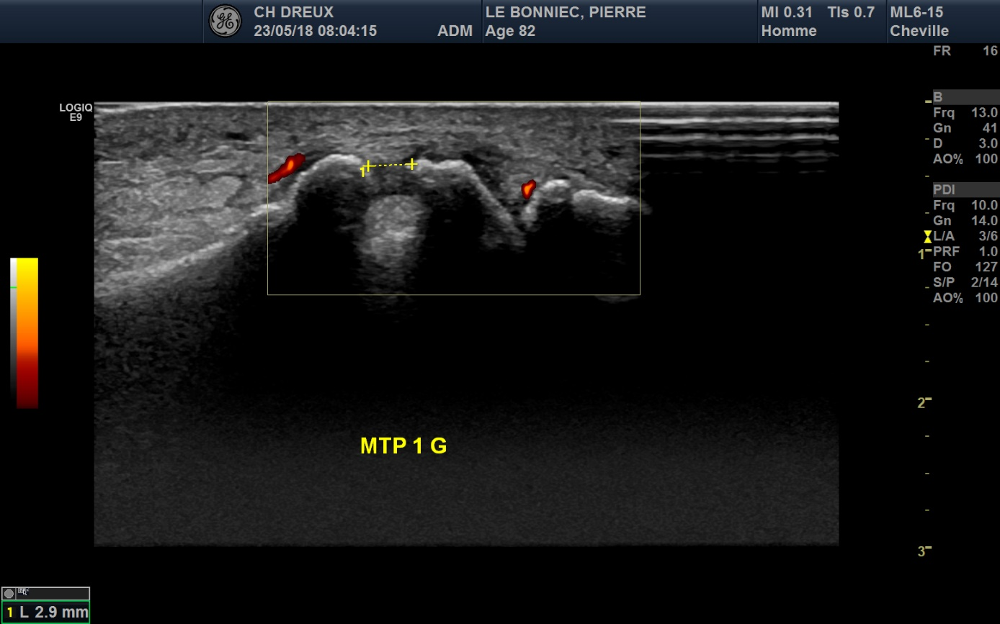 CH DREUX
23/05/18 08:04:15 ADM
LE BONNIEC, PIERRE
Age 82
MI 0.31 TIs 0.7
Homme
ML6-15
Cheville
FR 16
LOGIQ
E9
B
Frq 13.0
Gn 41
D 3.0
AO% 100
PDI
Frq 10.0
Gn 14.0
L/A 3/6
PRF 1.0
FO 127
S/P 2/14
AO% 100
1
1
2
3
MTP 1 G
1 L 2.9 mm